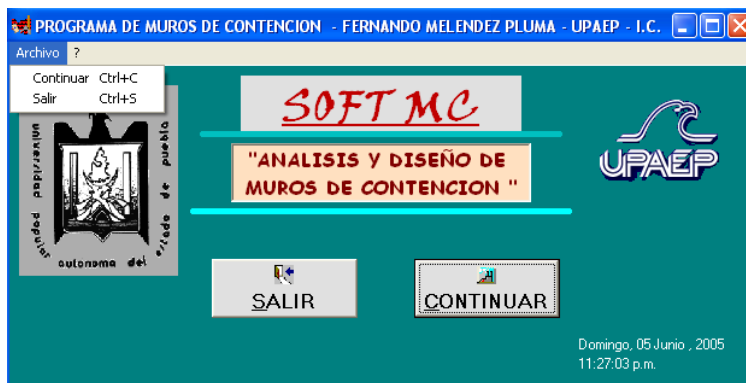 PROGRAMA DE MUROS DE CONTENCION - FERNANDO MELENDEZ PLUMA - UPAEP - I.C.
Archivo ?
Continuar Ctrl+C
Salir Ctrl+S
SOFT MC
"ANALISIS Y DISEÑO DE
MUROS DE CONTENCION "
universidad popular autonoma del estado de puebla
UPAEP
SALIR
CONTINUAR
Domingo, 05 Junio , 2005
11:27:03 p.m.